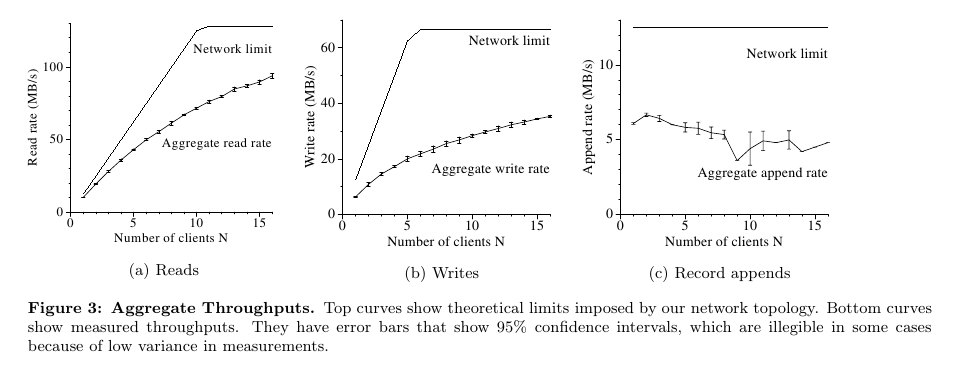 100
50
0
0
5
10
15
Read rate (MB/s)
Network limit
Aggregate read rate
Number of clients N
(a) Reads
60
40
20
0
0
5
10
15
Write rate (MB/s)
Network limit
Aggregate write rate
Number of clients N
(b) Writes
10
5
0
0
5
10
15
Append rate (MB/s)
Network limit
Aggregate append rate
Number of clients N
(c) Record appends
Figure 3: Aggregate Throughputs. Top curves show theoretical limits imposed by our network topology. Bottom curves
show measured throughputs. They have error bars that show 95% confidence intervals, which are illegible in some cases
because of low variance in measurements.